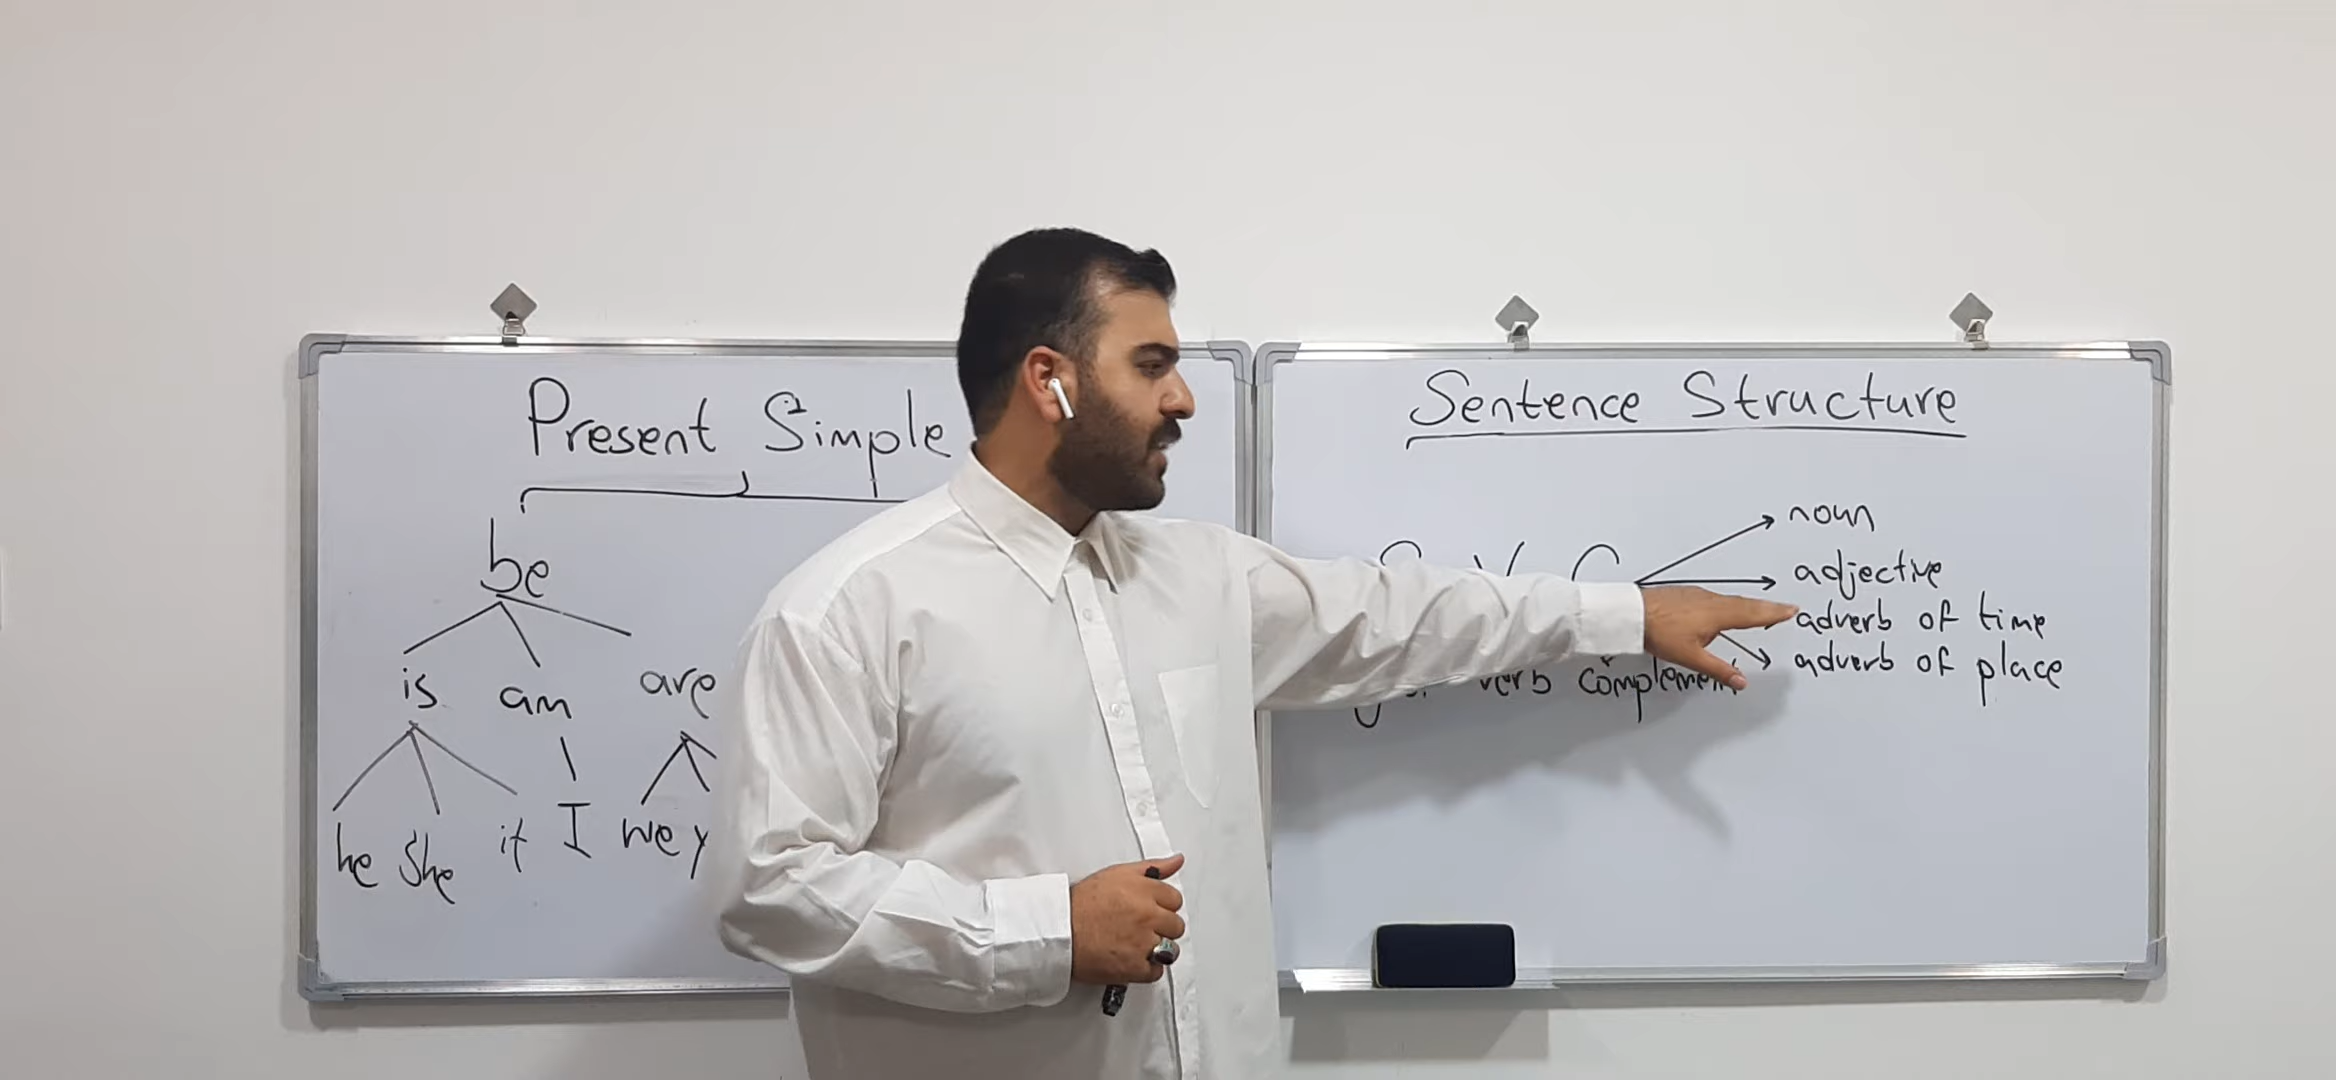 Present Simple
be
is am are
he she it I we y
Sentence Structure
noun
S V C adjective
adverb of time
adverb of place
verb complement